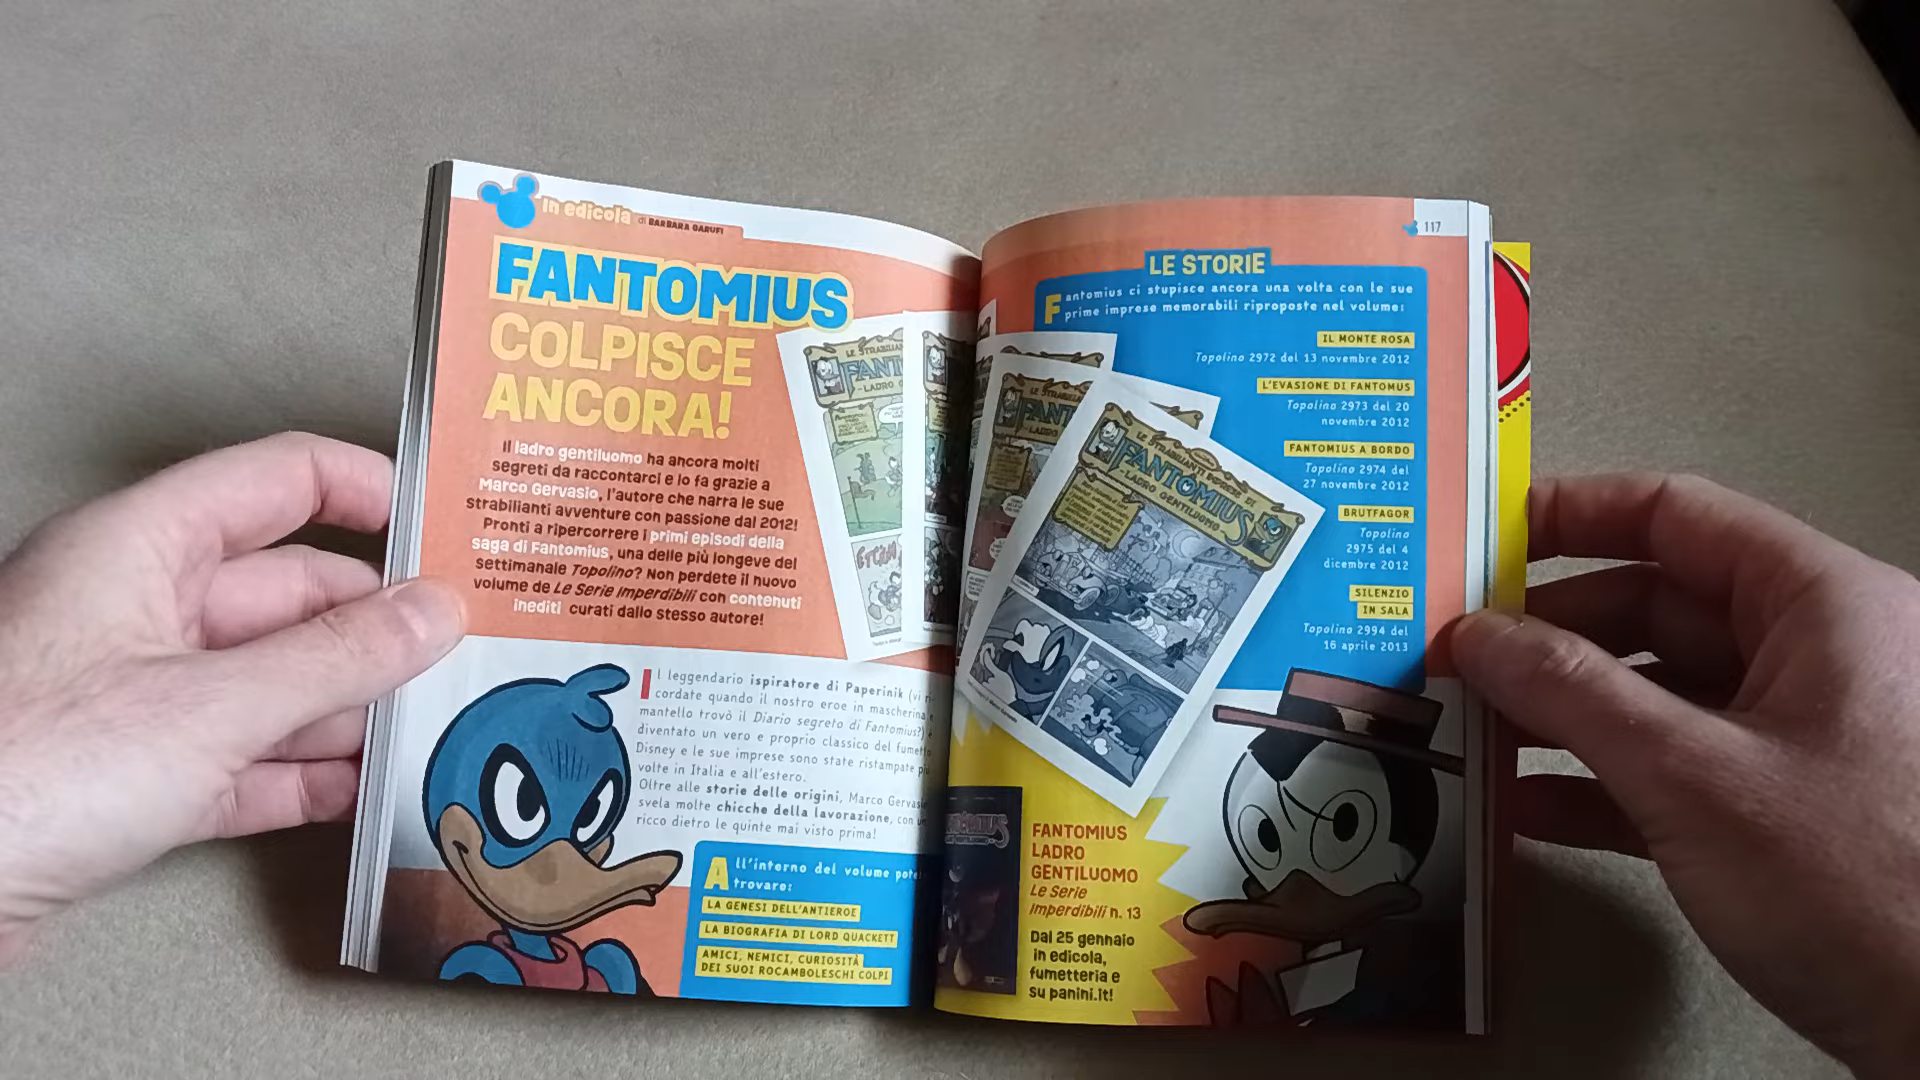 In edicola di BARBARA GARUFI
FANTOMIUS
COLPISCE
ANCORA!
Il ladro gentiluomo ha ancora molti
segreti da raccontarci e lo fa grazie a
Marco Gervasio, l'autore che narra le sue
strabilianti avventure con passione dal 2012!
Pronti a ripercorrere i primi episodi della
saga di Fantomius, una delle più longeve del
settimanale Topolino? Non perdete il nuovo
volume de Le Serie Imperdibili con contenuti
inediti curati dallo stesso autore!
Il leggendario ispiratore di Paperinik (vi ri-
cordate quando il nostro eroe in mascherina
mantello trovò il Diario segreto di Fantomius?)
diventato un vero e proprio classico del
Disney e le sue imprese sono state ristampate
volte in Italia e all'estero.
Oltre alle storie delle origini, Marco
svela molte chicche della lavorazione, con
ricco dietro le quinte mai visto prima!
All'interno del volume
trovare:
LA GENESI DELL'ANTIEROE
LA BIOGRAFIA DI LORD QUACKETT
AMICI, NEMICI, CURIOSITÀ
DEI SUOI ROCAMBOLESCHI COLPI
117
LE STORIE
Fantomius ci stupisce ancora una volta con le sue
prime imprese memorabili riproposte nel volume:
IL MONTE ROSA
Topolino 2972 del 13 novembre 2012
L'EVASIONE DI FANTOMUS
Topolino 2973 del 20
novembre 2012
FANTOMIUS A BORDO
Topolino 2974 del
27 novembre 2012
BRUTFAGOR
Topolino
2975 del 4
dicembre 2012
SILENZIO
IN SALA
Topolino 2994 del
16 aprile 2013
LE STRABILIANTI IMPRESE DI
FANTOMIUS
LADRO GENTILUOMO
FANTOMIUS
LADRO
GENTILUOMO
Le Serie
Imperdibili n. 13
Dal 25 gennaio
in edicola,
fumetteria e
su panini.it!